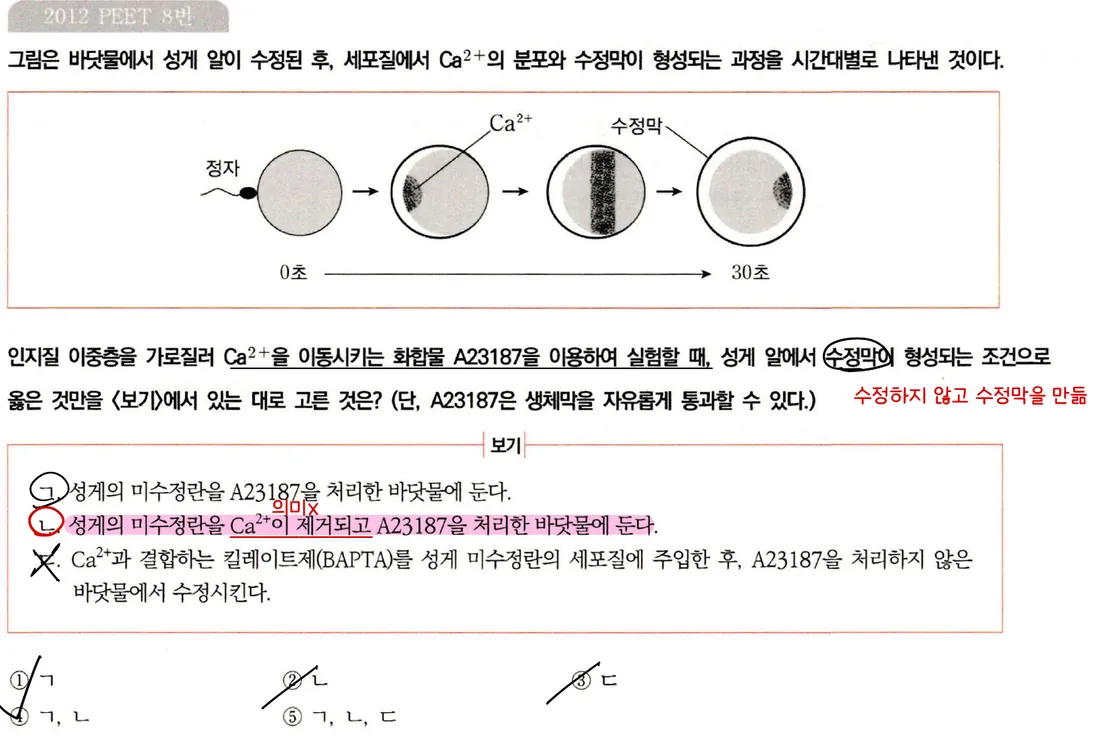 2012 PEET 8번
그림은 바닷물에서 성게 알이 수정된 후, 세포질에서 Ca²⁺의 분포와 수정막이 형성되는 과정을 시간대별로 나타낸 것이다.
Ca²⁺
수정막
정자
0초
30초
인지질 이중층을 가로질러 Ca²⁺을 이동시키는 화합물 A23187을 이용하여 실험할 때, 성게 알에서 수정막이 형성되는 조건으로
옳은 것만을 〈보기〉에서 있는 대로 고른 것은? (단, A23187은 생체막을 자유롭게 통과할 수 있다.)
수정하지 않고 수정막을 만듦
보기
ㄱ. 성게의 미수정란을 A23187을 처리한 바닷물에 둔다.
의미x
ㄴ. 성게의 미수정란을 Ca²⁺이 제거되고 A23187을 처리한 바닷물에 둔다.
ㄷ. Ca²⁺과 결합하는 킬레이트제(BAPTA)를 성게 미수정란의 세포질에 주입한 후, A23187을 처리하지 않은
바닷물에서 수정시킨다.
① ㄱ
② ㄴ
③ ㄷ
④ ㄱ, ㄴ
⑤ ㄱ, ㄴ, ㄷ